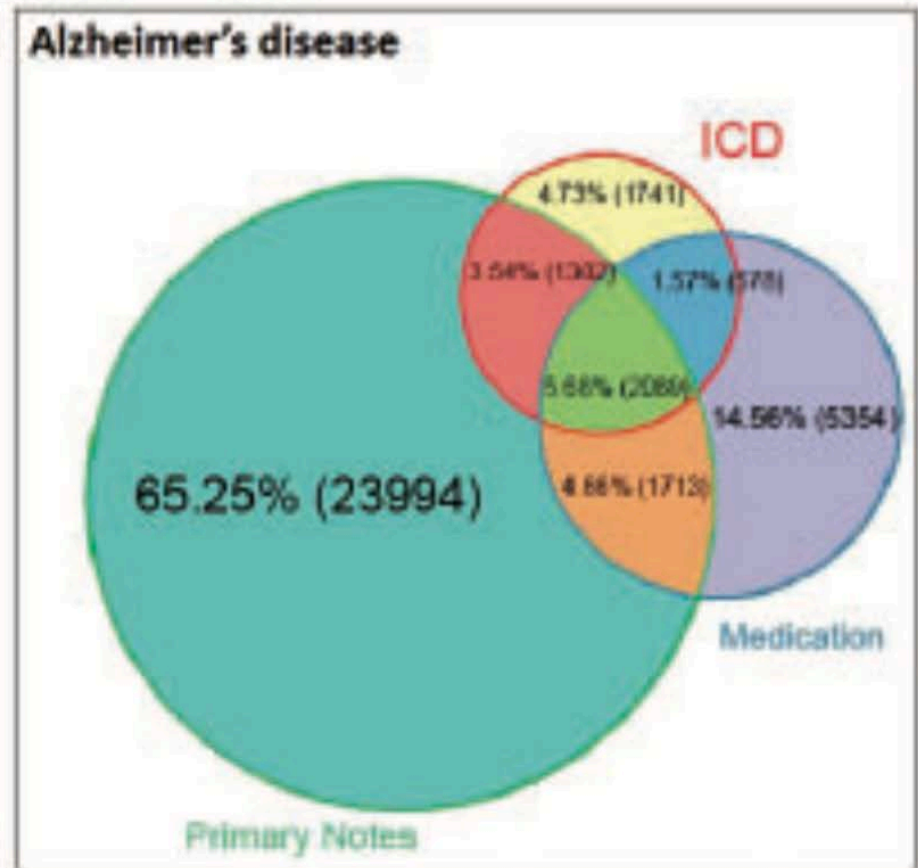 Alzheimer's disease
ICD
4.73% (1741)
3.54% (1302)
1.57% (578)
5.68% (2089)
14.56% (5354)
65.25% (23994)
4.66% (1713)
Medication
Primary Notes